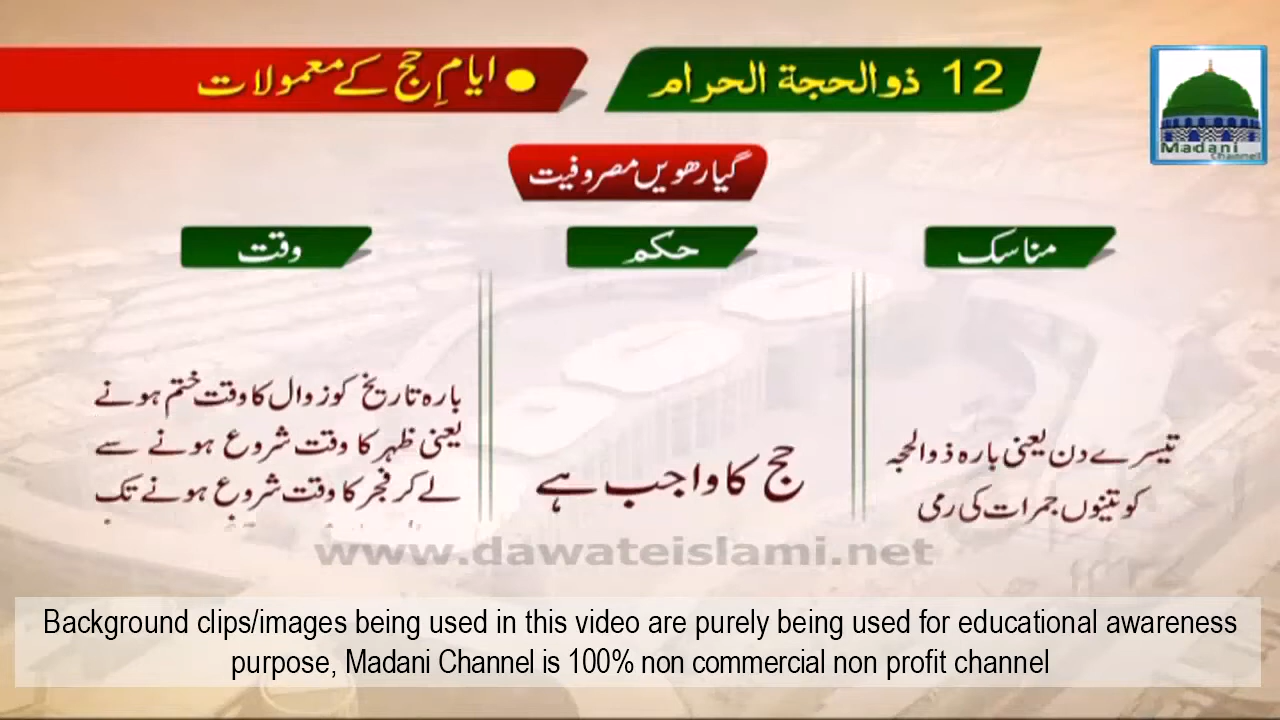 12 ذوالحجۃ الحرام
ایامِ حج کے معمولات
Madani
Channel
گیارھویں مصروفیت
مناسک
حکم
وقت
تیسرے دن یعنی بارہ ذوالحجہ
کو تینوں جمرات کی رمی
حج کا واجب ہے
بارہ تاریخ کو زوال کا وقت ختم ہونے
یعنی ظہر کا وقت شروع ہونے سے
لے کر فجر کا وقت شروع ہونے تک
www.dawateislami.net
Background clips/images being used in this video are purely being used for educational awareness
purpose, Madani Channel is 100% non commercial non profit channel